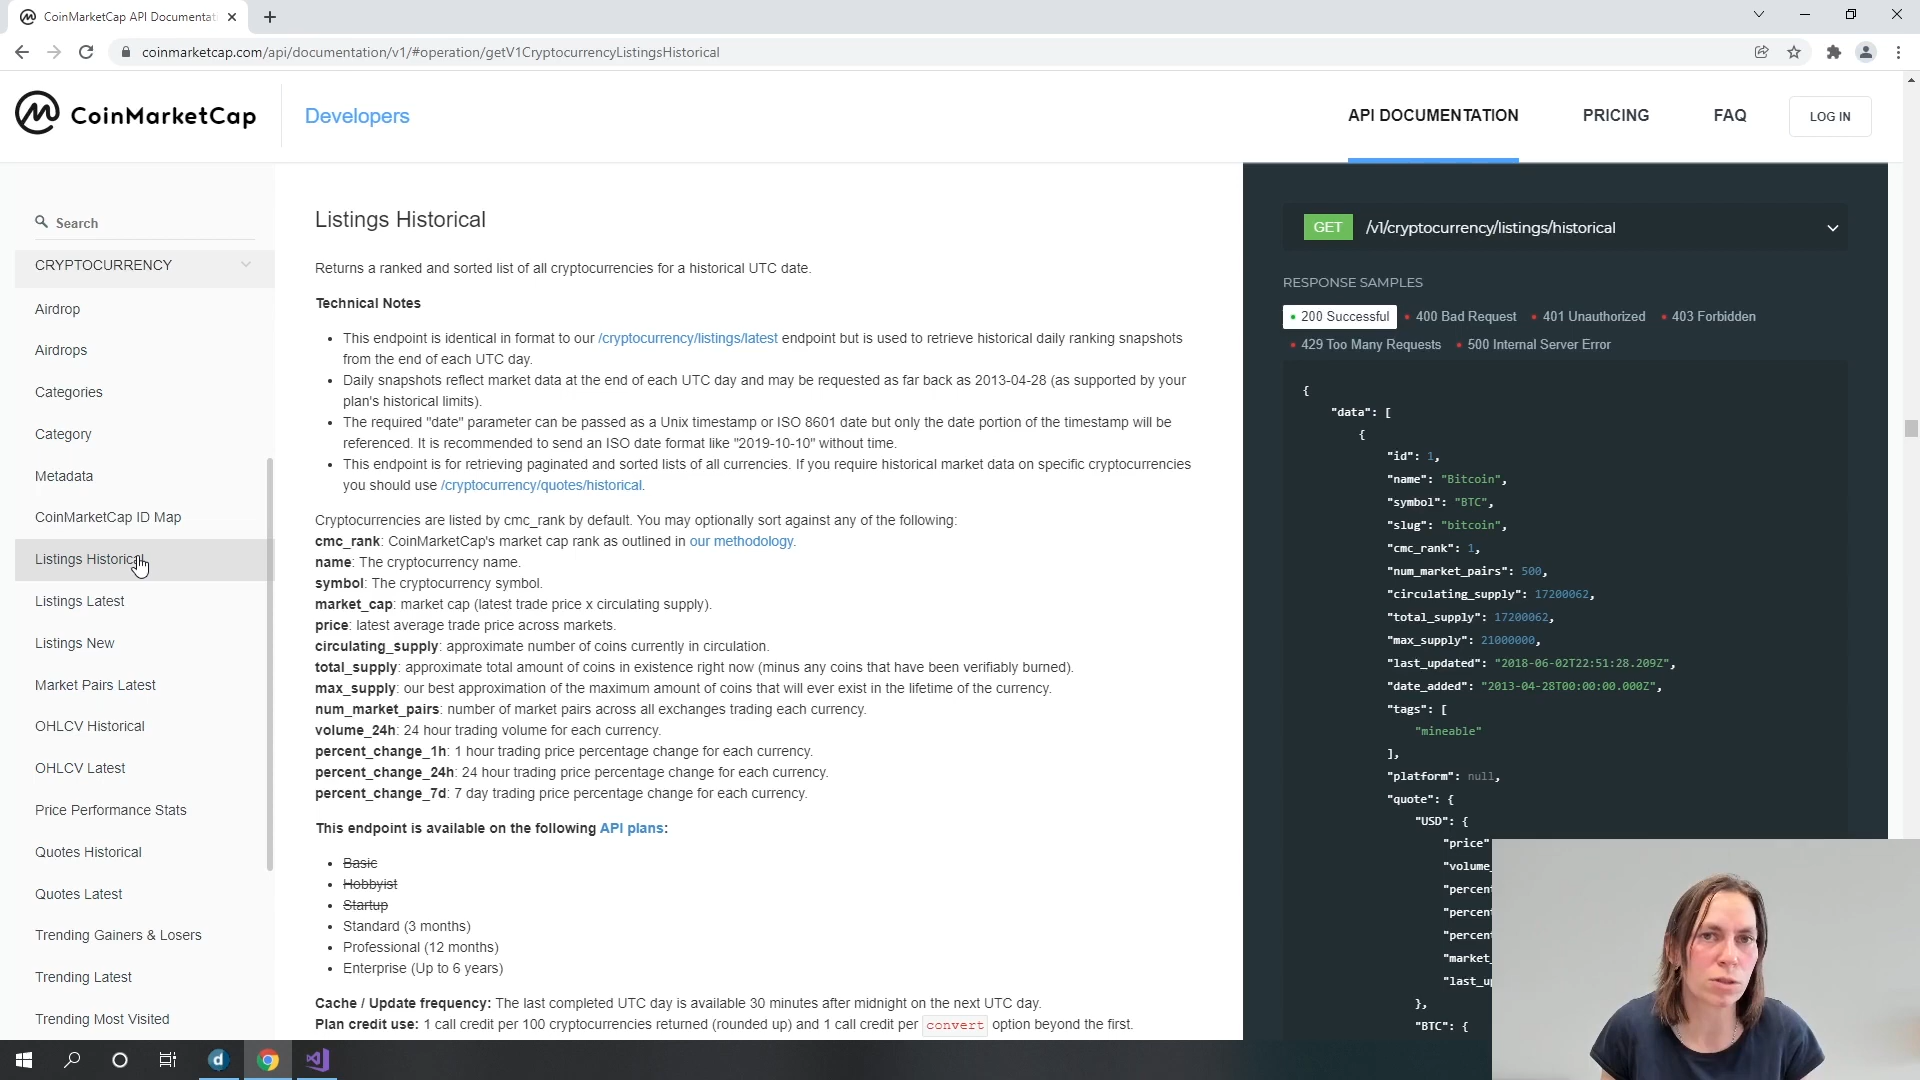 CoinMarketCap API Documentat
coinmarketcap.com/api/documentation/v1/#operation/getV1CryptocurrencyListingsHistorical
CoinMarketCap
Developers
API DOCUMENTATION
PRICING
FAQ
LOG IN
Search
CRYPTOCURRENCY
Airdrop
Airdrops
Categories
Category
Metadata
CoinMarketCap ID Map
Listings Historical
Listings Latest
Listings New
Market Pairs Latest
OHLCV Historical
OHLCV Latest
Price Performance Stats
Quotes Historical
Quotes Latest
Trending Gainers & Losers
Trending Latest
Trending Most Visited
Listings Historical
Returns a ranked and sorted list of all cryptocurrencies for a historical UTC date.
Technical Notes
• This endpoint is identical in format to our /cryptocurrency/listings/latest endpoint but is used to retrieve historical daily ranking snapshots
from the end of each UTC day.
• Daily snapshots reflect market data at the end of each UTC day and may be requested as far back as 2013-04-28 (as supported by your
plan's historical limits).
• The required "date" parameter can be passed as a Unix timestamp or ISO 8601 date but only the date portion of the timestamp will be
referenced. It is recommended to send an ISO date format like "2019-10-10" without time.
• This endpoint is for retrieving paginated and sorted lists of all currencies. If you require historical market data on specific cryptocurrencies
you should use /cryptocurrency/quotes/historical.
Cryptocurrencies are listed by cmc_rank by default. You may optionally sort against any of the following:
cmc_rank: CoinMarketCap's market cap rank as outlined in our methodology.
name: The cryptocurrency name.
symbol: The cryptocurrency symbol.
market_cap: market cap (latest trade price x circulating supply).
price: latest average trade price across markets.
circulating_supply: approximate number of coins currently in circulation.
total_supply: approximate total amount of coins in existence right now (minus any coins that have been verifiably burned).
max_supply: our best approximation of the maximum amount of coins that will ever exist in the lifetime of the currency.
num_market_pairs: number of market pairs across all exchanges trading each currency.
volume_24h: 24 hour trading volume for each currency.
percent_change_1h: 1 hour trading price percentage change for each currency.
percent_change_24h: 24 hour trading price percentage change for each currency.
percent_change_7d: 7 day trading price percentage change for each currency.
This endpoint is available on the following API plans:
• Basic
• Hobbyist
• Startup
• Standard (3 months)
• Professional (12 months)
• Enterprise (Up to 6 years)
Cache / Update frequency: The last completed UTC day is available 30 minutes after midnight on the next UTC day.
Plan credit use: 1 call credit per 100 cryptocurrencies returned (rounded up) and 1 call credit per convert option beyond the first.
GET /v1/cryptocurrency/listings/historical
RESPONSE SAMPLES
• 200 Successful • 400 Bad Request • 401 Unauthorized • 403 Forbidden
• 429 Too Many Requests • 500 Internal Server Error
{
"data": [
{
"id": 1,
"name": "Bitcoin",
"symbol": "BTC",
"slug": "bitcoin",
"cmc_rank": 1,
"num_market_pairs": 500,
"circulating_supply": 17200062,
"total_supply": 17200062,
"max_supply": 21000000,
"last_updated": "2018-06-02T22:51:28.209Z",
"date_added": "2013-04-28T00:00:00.000Z",
"tags": [
"mineable"
],
"platform": null,
"quote": {
"USD": {
"price"
"volume_
"percent
"percent
"percent
"market_
"last_up
},
"BTC": {